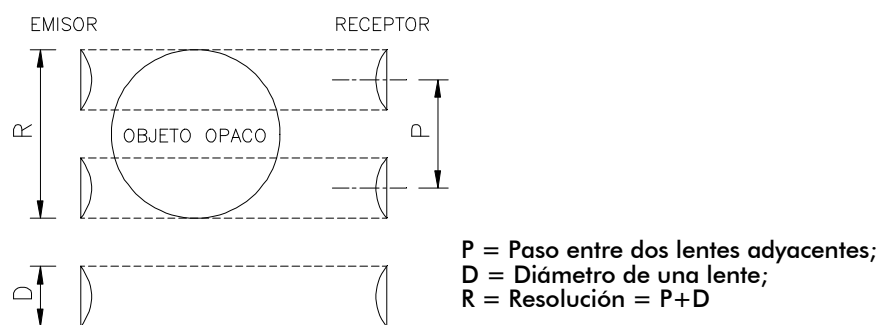 EMISOR
RECEPTOR
R
OBJETO OPACO
P
D
P = Paso entre dos lentes adyacentes;
D = Diámetro de una lente;
R = Resolución = P+D